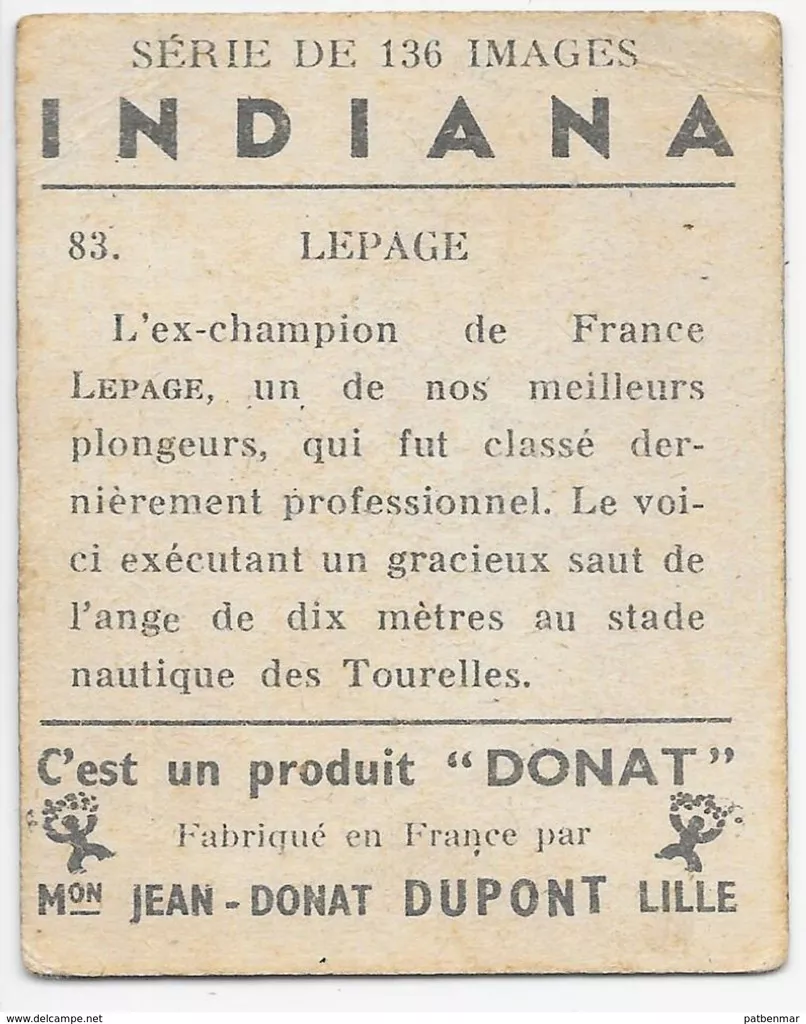 SÉRIE DE 136 IMAGES
INDIANA
83. LEPAGE
L'ex-champion de France
LEPAGE, un de nos meilleurs
plongeurs, qui fut classé der-
nièrement professionnel. Le voi-
ci exécutant un gracieux saut de
l'ange de dix mètres au stade
nautique des Tourelles.
C'est un produit "DONAT"
Fabriqué en France par
MON JEAN-DONAT DUPONT LILLE
www.delcampe.net
patbenmar